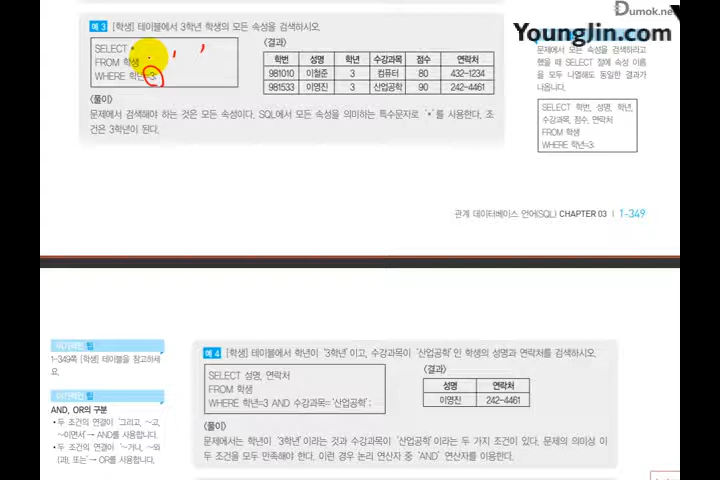 Dumok.ne
YoungJin.com
예 3 [학생] 테이블에서 3학년 학생의 모든 속성을 검색하시오.
SELECT *
FROM 학생
WHERE 학년=3;
〈결과〉
학번 성명 학년 수강과목 점수 연락처
981010 이철준 3 컴퓨터 80 432-1234
981533 이영진 3 산업공학 90 242-4461
〈풀이〉
문제에서 검색해야 하는 것은 모든 속성이다. SQL에서 모든 속성을 의미하는 특수문자로 '*'를 사용한다. 조
건은 3학년이 된다.
문제에서 모든 속성을 검색하라고
했을 때 SELECT 절에 속성 이름
을 모두 나열해도 동일한 결과가
나옵니다.
SELECT 학번, 성명, 학년,
수강과목, 점수, 연락처
FROM 학생
WHERE 학년=3;
관계 데이터베이스 언어(SQL) CHAPTER 03 | 1-349
1-349쪽 [학생] 테이블을 참고하세
요.
AND, OR의 구분
• 두 조건의 연결이 '그리고, ~고,
~이면서' → AND를 사용합니다.
• 두 조건의 연결이 '~거나, ~와
(과), 또는' → OR를 사용합니다.
예 4 [학생] 테이블에서 학년이 '3학년'이고, 수강과목이 '산업공학'인 학생의 성명과 연락처를 검색하시오.
SELECT 성명, 연락처
FROM 학생
WHERE 학년=3 AND 수강과목='산업공학';
〈결과〉
성명 연락처
이영진 242-4461
〈풀이〉
문제에서는 학년이 '3학년'이라는 것과 수강과목이 '산업공학'이라는 두 가지 조건이 있다. 문제의 의미상 이
두 조건을 모두 만족해야 한다. 이런 경우 논리 연산자 중 'AND' 연산자를 이용한다.